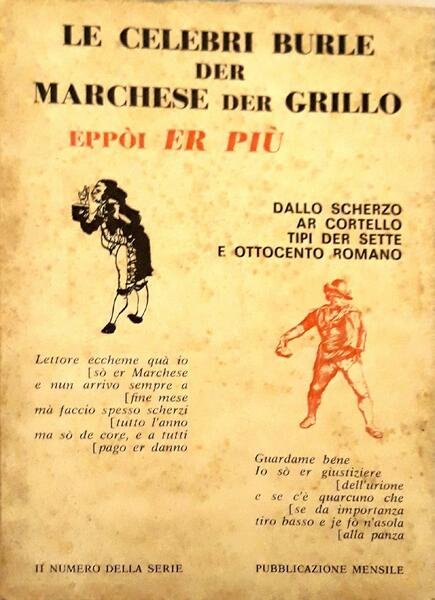 LE CELEBRI BURLE
DER
MARCHESE DER GRILLO
EPPÒI ER PIÙ
DALLO SCHERZO
AR CORTELLO
TIPI DER SETTE
E OTTOCENTO ROMANO
Lettore eccheme quà io
[sò er Marchese
e nun arrivo sempre a
[fine mese
mà faccio spesso scherzi
[tutto l'anno
ma sò de core, e a tutti
[pago er danno
Guardame béne
Io sò er giustiziere
[dell'urione
e se c'è quarcuno che
[se da importanza
tiro basso e je fò n'asola
[alla panza
II NUMERO DELLA SERIE
PUBBLICAZIONE MENSILE